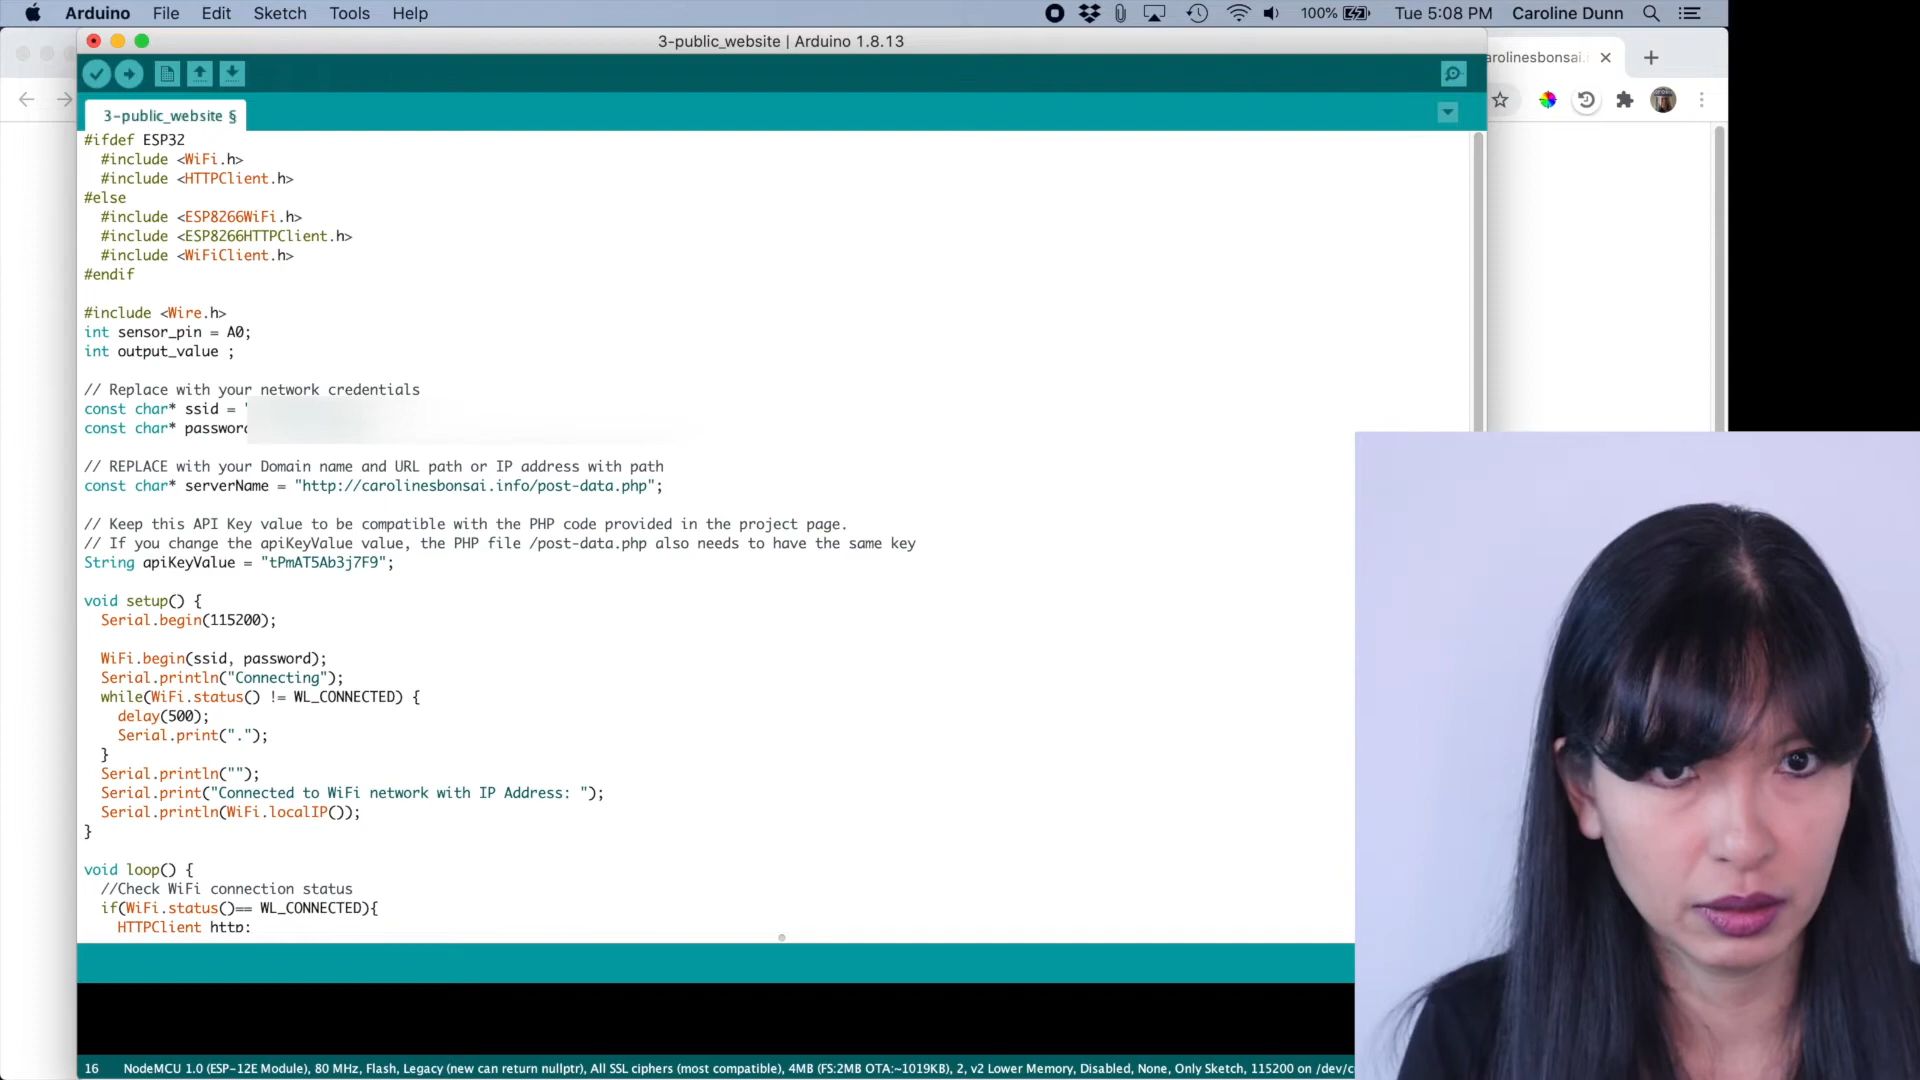 Arduino File Edit Sketch Tools Help 100% Tue 5:08 PM Caroline Dunn
3-public_website | Arduino 1.8.13
arolinesbonsai.
3-public_website §
#ifdef ESP32
#include <WiFi.h>
#include <HTTPClient.h>
#else
#include <ESP8266WiFi.h>
#include <ESP8266HTTPClient.h>
#include <WiFiClient.h>
#endif
#include <Wire.h>
int sensor_pin = A0;
int output_value ;
// Replace with your network credentials
const char* ssid = "
const char* password
// REPLACE with your Domain name and URL path or IP address with path
const char* serverName = "http://carolinesbonsai.info/post-data.php";
// Keep this API Key value to be compatible with the PHP code provided in the project page.
// If you change the apiKeyValue value, the PHP file /post-data.php also needs to have the same key
String apiKeyValue = "tPmAT5Ab3j7F9";
void setup() {
Serial.begin(115200);
WiFi.begin(ssid, password);
Serial.println("Connecting");
while(WiFi.status() != WL_CONNECTED) {
delay(500);
Serial.print(".");
}
Serial.println("");
Serial.print("Connected to WiFi network with IP Address: ");
Serial.println(WiFi.localIP());
}
void loop() {
//Check WiFi connection status
if(WiFi.status()== WL_CONNECTED){
HTTPClient http;
16 NodeMCU 1.0 (ESP-12E Module), 80 MHz, Flash, Legacy (new can return nullptr), All SSL ciphers (most compatible), 4MB (FS:2MB OTA:~1019KB), 2, v2 Lower Memory, Disabled, None, Only Sketch, 115200 on /dev/c